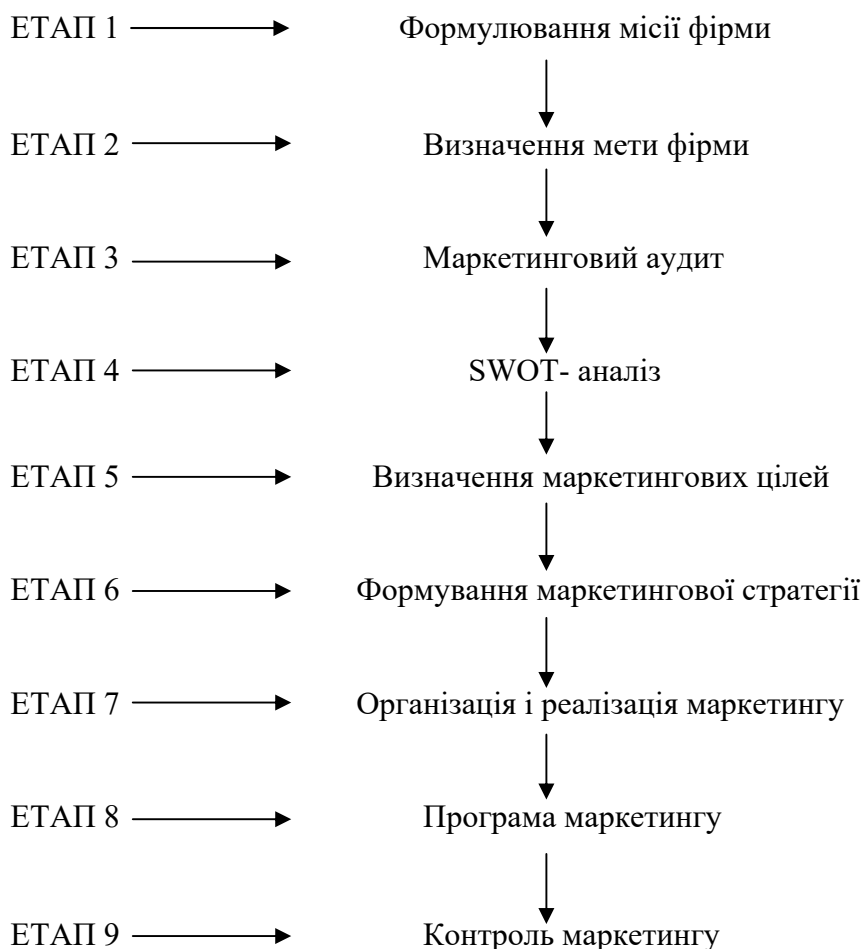 ЕТАП 1 Формулювання місії фірми
ЕТАП 2 Визначення мети фірми
ЕТАП 3 Маркетинговий аудит
ЕТАП 4 SWOT- аналіз
ЕТАП 5 Визначення маркетингових цілей
ЕТАП 6 Формування маркетингової стратегії
ЕТАП 7 Організація і реалізація маркетингу
ЕТАП 8 Програма маркетингу
ЕТАП 9 Контроль маркетингу